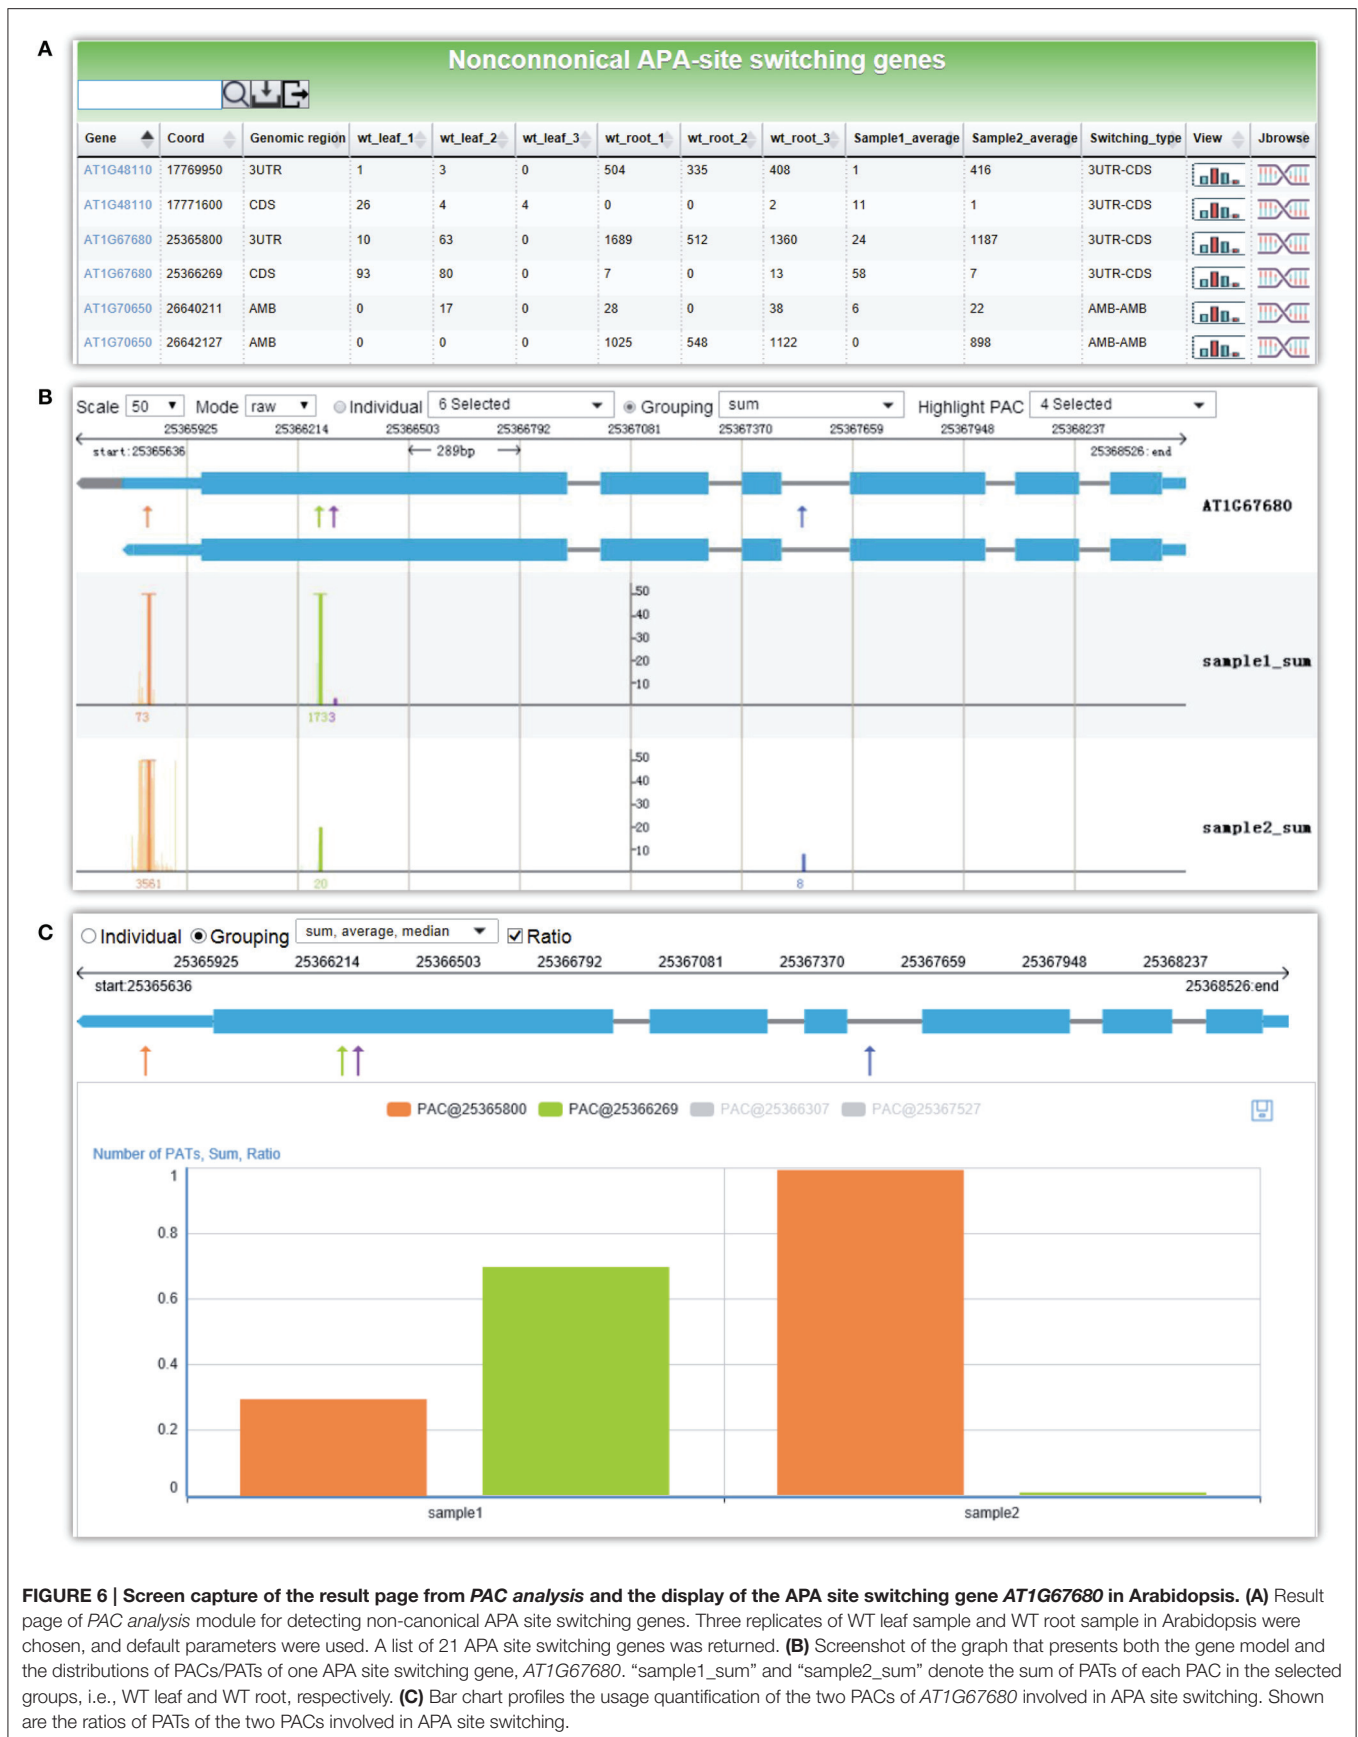 A
Nonconnonical APA-site switching genes
Gene Coord Genomic region wt_leaf_1 wt_leaf_2 wt_leaf_3 wt_root_1 wt_root_2 wt_root_3 Sample1_average Sample2_average Switching_type View Jbrowse
AT1G48110 17769950 3UTR 1 3 0 504 335 408 1 416 3UTR-CDS
AT1G48110 17771600 CDS 26 4 4 0 0 2 11 1 3UTR-CDS
AT1G67680 25365800 3UTR 10 63 0 1689 512 1360 24 1187 3UTR-CDS
AT1G67680 25366269 CDS 93 80 0 7 0 13 58 7 3UTR-CDS
AT1G70650 26640211 AMB 0 17 0 28 0 38 6 22 AMB-AMB
AT1G70650 26642127 AMB 0 0 0 1025 548 1122 0 898 AMB-AMB
B
Scale 50 Mode raw Individual 6 Selected Grouping sum Highlight PAC 4 Selected
25365925 25366214 25366503 25366792 25367081 25367370 25367659 25367948 25368237
start:25365636 289bp 25368526:end
AT1G67680
50
40
30
20
10
sample1_sum
73 1733
50
40
30
20
10
sample2_sum
3561 20 8
C
Individual Grouping sum, average, median Ratio
25365925 25366214 25366503 25366792 25367081 25367370 25367659 25367948 25368237
start:25365636 25368526:end
PAC@25365800 PAC@25366269 PAC@25366307 PAC@25367527
Number of PATs, Sum, Ratio
1
0.8
0.6
0.4
0.2
0
sample1 sample2
FIGURE 6 | Screen capture of the result page from PAC analysis and the display of the APA site switching gene AT1G67680 in Arabidopsis. (A) Result
page of PAC analysis module for detecting non-canonical APA site switching genes. Three replicates of WT leaf sample and WT root sample in Arabidopsis were
chosen, and default parameters were used. A list of 21 APA site switching genes was returned. (B) Screenshot of the graph that presents both the gene model and
the distributions of PACs/PATs of one APA site switching gene, AT1G67680. “sample1_sum” and “sample2_sum” denote the sum of PATs of each PAC in the selected
groups, i.e., WT leaf and WT root, respectively. (C) Bar chart profiles the usage quantification of the two PACs of AT1G67680 involved in APA site switching. Shown
are the ratios of PATs of the two PACs involved in APA site switching.